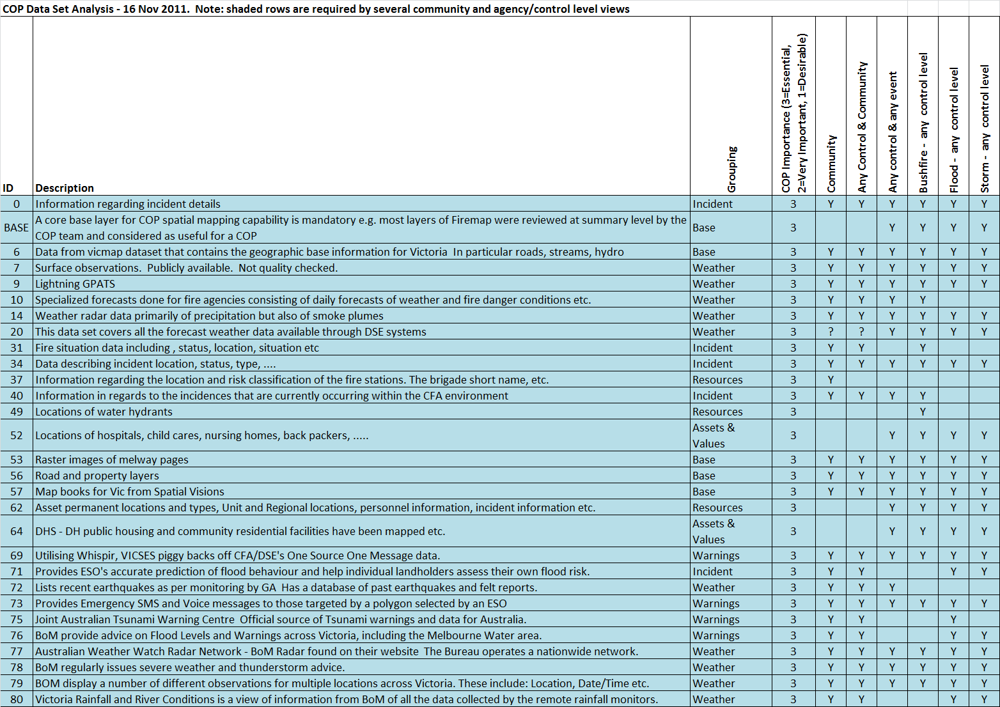 COP Data Set Analysis - 16 Nov 2011.  Note: shaded rows are required by several community and agency/control level views
ID Description Grouping COP Importance (3=Essential, 2=Very Important, 1=Desirable) Community Any Control & Community Any control & any event Bushfire -  any  control level Flood -  any  control level Storm -  any  control level
0 Information regarding incident details Incident 3 Y Y Y Y Y Y
BASE A core base layer for COP spatial mapping capability is mandatory e.g. most layers of Firemap were reviewed at summary level by the
COP team and considered as useful for a COP Base 3 Y Y Y Y
6 Data from vicmap dataset that contains the geographic base information for Victoria  In particular roads, streams, hydro Base 3 Y Y Y Y Y Y
7 Surface observations.  Publicly available.  Not quality checked. Weather 3 Y Y Y Y Y Y
9 Lightning GPATS Weather 3 Y Y Y Y Y Y
10 Specialized forecasts done for fire agencies consisting of daily forecasts of weather and fire danger conditions etc. Weather 3 Y Y Y Y
14 Weather radar data primarily of precipitation but also of smoke plumes Weather 3 Y Y Y Y Y Y
20 This data set covers all the forecast weather data available through DSE systems Weather 3 ? ? Y Y Y Y
31 Fire situation data including , status, location, situation etc Incident 3 Y Y Y
34 Data describing incident location, status, type, .... Incident 3 Y Y Y Y Y Y
37 Information regarding the location and risk classification of the fire stations. The brigade short name, etc. Resources 3 Y
40 Information in regards to the incidences that are currently occurring within the CFA environment Incident 3 Y Y Y Y
49 Locations of water hydrants Resources 3 Y
52 Locations of hospitals, child cares, nursing homes, back packers, ..... Assets &
Values 3 Y Y Y Y
53 Raster images of melway pages Base 3 Y Y Y Y Y Y
56 Road and property layers Base 3 Y Y Y Y Y Y
57 Map books for Vic from Spatial Visions Base 3 Y Y Y Y Y Y
62 Asset permanent locations and types, Unit and Regional locations, personnel information, incident information etc. Resources 3 Y Y Y Y
64 DHS - DH public housing and community residential facilities have been mapped etc. Assets &
Values 3 Y Y Y Y
69 Utilising Whispir, VICSES piggy backs off CFA/DSE's One Source One Message data. Warnings 3 Y Y Y Y Y Y
71 Provides ESO's accurate prediction of flood behaviour and help individual landholders assess their own flood risk. Incident 3 Y Y Y Y
72 Lists recent earthquakes as per monitoring by GA  Has a database of past earthquakes and felt reports. Weather 3 Y Y Y
73 Provides Emergency SMS and Voice messages to those targeted by a polygon selected by an ESO Warnings 3 Y Y Y Y Y Y
75 Joint Australian Tsunami Warning Centre  Official source of Tsunami warnings and data for Australia. Warnings 3 Y Y Y
76 BoM provide advice on Flood Levels and Warnings across Victoria, including the Melbourne Water area. Warnings 3 Y Y Y Y
77 Australian Weather Watch Radar Network - BoM Radar found on their website  The Bureau operates a nationwide network. Weather 3 Y Y Y Y Y Y
78 BoM regularly issues severe weather and thunderstorm advice. Weather 3 Y Y Y Y Y Y
79 BOM display a number of different observations for multiple locations across Victoria. These include: Location, Date/Time etc. Weather 3 Y Y Y Y Y Y
80 Victoria Rainfall and River Conditions is a view of information from BoM of all the data collected by the remote rainfall monitors. Weather 3 Y Y Y Y